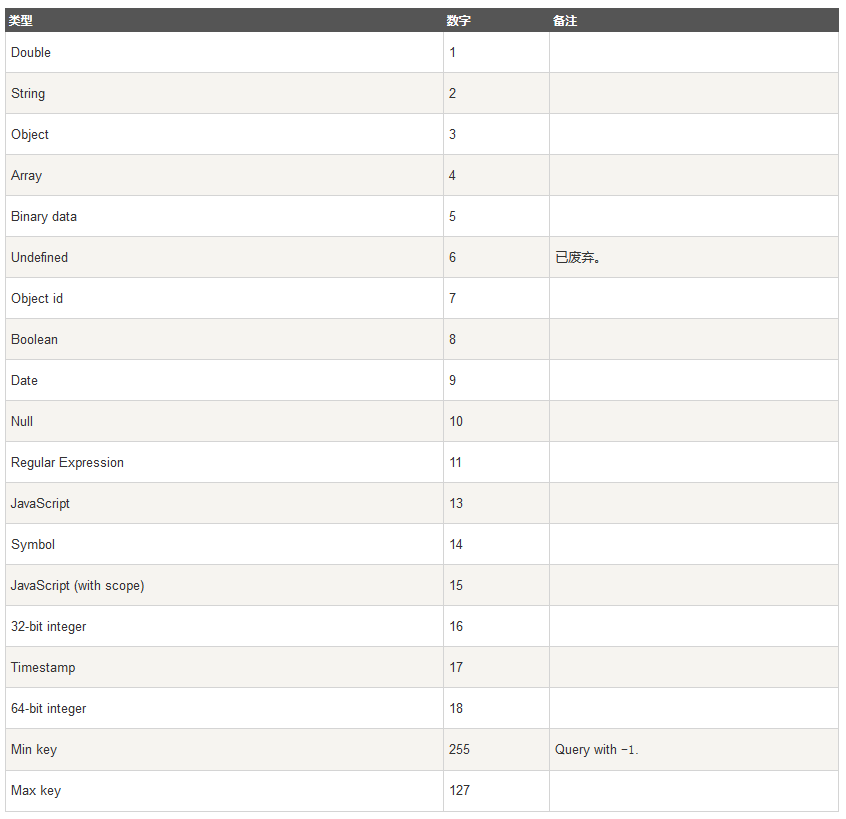 类型 数字 备注
Double 1
String 2
Object 3
Array 4
Binary data 5
Undefined 6 已废弃。
Object id 7
Boolean 8
Date 9
Null 10
Regular Expression 11
JavaScript 13
Symbol 14
JavaScript (with scope) 15
32-bit integer 16
Timestamp 17
64-bit integer 18
Min key 255 Query with -1.
Max key 127